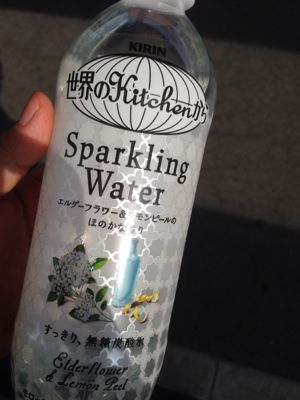 KIRIN
世界のKitchenから
Sparkling
Water
エルダーフラワー&レモンピールの
ほのかな香り
すっきり、無糖炭酸水
Elderflower
& Lemon Peel